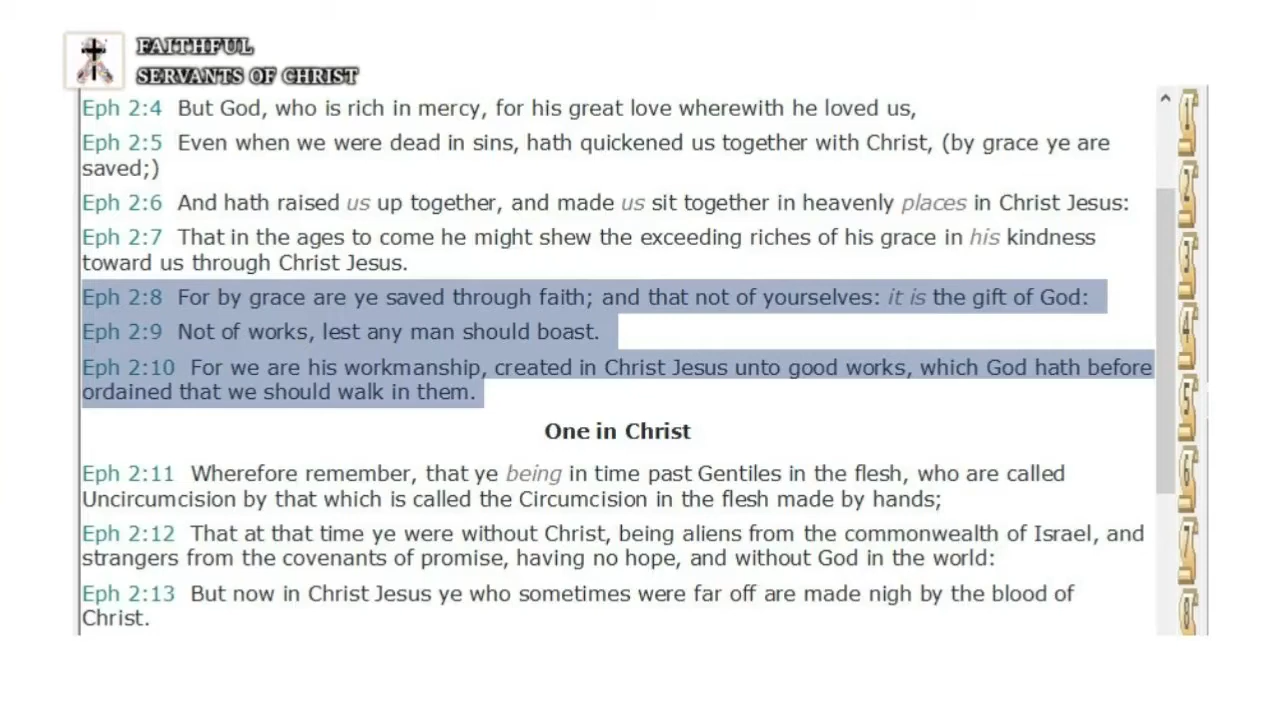 FAITHFUL
SERVANTS OF CHRIST
Eph 2:4 But God, who is rich in mercy, for his great love wherewith he loved us,
Eph 2:5 Even when we were dead in sins, hath quickened us together with Christ, (by grace ye are
saved;)
Eph 2:6 And hath raised us up together, and made us sit together in heavenly places in Christ Jesus:
Eph 2:7 That in the ages to come he might shew the exceeding riches of his grace in his kindness
toward us through Christ Jesus.
Eph 2:8 For by grace are ye saved through faith; and that not of yourselves: it is the gift of God:
Eph 2:9 Not of works, lest any man should boast.
Eph 2:10 For we are his workmanship, created in Christ Jesus unto good works, which God hath before
ordained that we should walk in them.
One in Christ
Eph 2:11 Wherefore remember, that ye being in time past Gentiles in the flesh, who are called
Uncircumcision by that which is called the Circumcision in the flesh made by hands;
Eph 2:12 That at that time ye were without Christ, being aliens from the commonwealth of Israel, and
strangers from the covenants of promise, having no hope, and without God in the world:
Eph 2:13 But now in Christ Jesus ye who sometimes were far off are made nigh by the blood of
Christ.
1
2
3
4
5
6
7
8